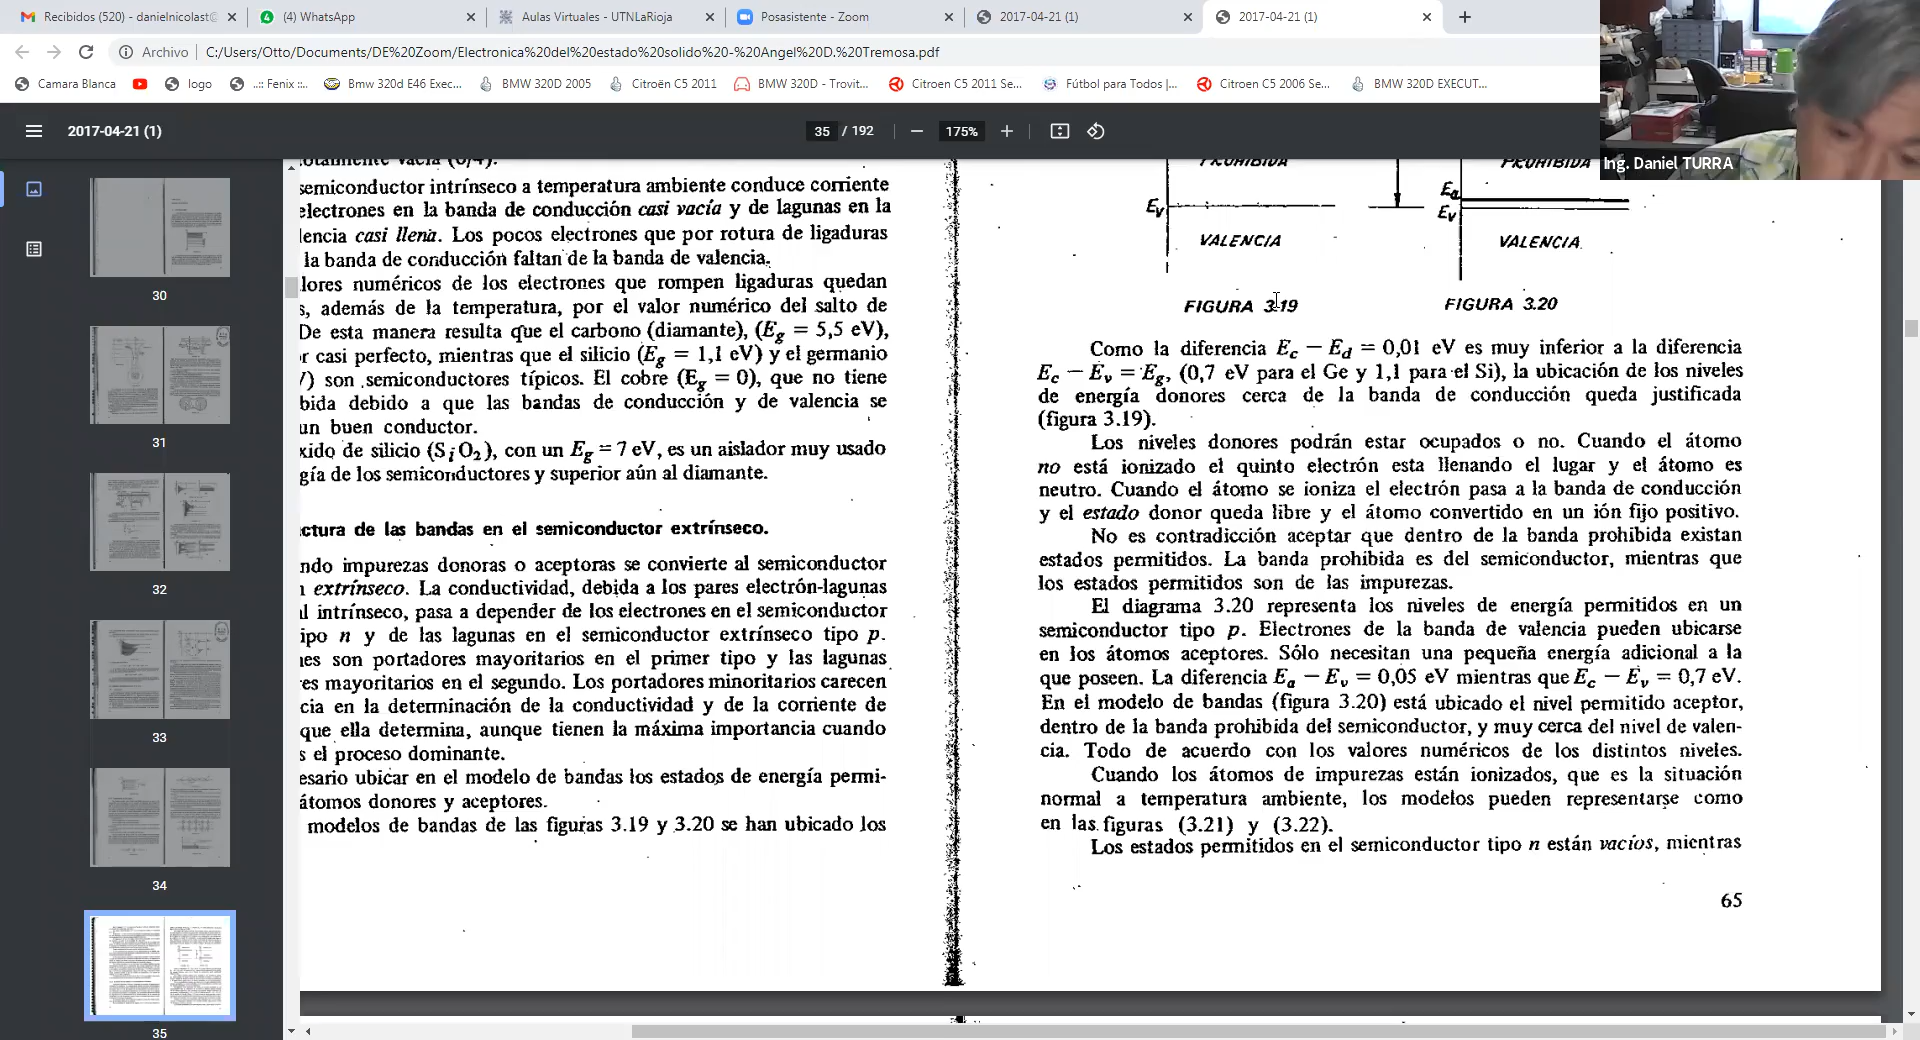 Recibidos (520) - danielnicolast@
(4) WhatsApp
Aulas Virtuales - UTNLaRioja
Posasistente - Zoom
2017-04-21 (1)
2017-04-21 (1)
Archivo
C:/Users/Otto/Documents/DE%20Zoom/Electronica%20del%20estado%20solido%20-%20Angel%20D.%20Tremosa.pdf
Camara Blanca
logo
..:: Fenix ::..
Bmw 320d E46 Exec...
BMW 320D 2005
Citroën C5 2011
BMW 320D - Trovit...
Citroen C5 2011 Se...
Fútbol para Todos |...
Citroen C5 2006 Se...
BMW 320D EXECUT...
Ing. Daniel TURRA
2017-04-21 (1)
35 / 192
175%
30
31
32
33
34
35
totalmente vacía (0/4).
semiconductor intrínseco a temperatura ambiente conduce corriente
electrones en la banda de conducción casi vacía y de lagunas en la
lencia casi llena. Los pocos electrones que por rotura de ligaduras
la banda de conducción faltan de la banda de valencia.
lores numéricos de los electrones que rompen ligaduras quedan
s, además de la temperatura, por el valor numérico del salto de
De esta manera resulta que el carbono (diamante), (Eg = 5,5 eV),
r casi perfecto, mientras que el silicio (Eg = 1,1 eV) y el germanio
/) son semiconductores típicos. El cobre (Eg = 0), que no tiene
bida debido a que las bandas de conducción y de valencia se
un buen conductor.
xido de silicio (SiO2), con un Eg = 7 eV, es un aislador muy usado
gía de los semiconductores y superior aún al diamante.
ctura de las bandas en el semiconductor extrínseco.
ndo impurezas donoras o aceptoras se convierte al semiconductor
extrínseco. La conductividad, debida a los pares electrón-lagunas
l intrínseco, pasa a depender de los electrones en el semiconductor
ipo n y de las lagunas en el semiconductor extrínseco tipo p.
nes son portadores mayoritarios en el primer tipo y las lagunas
es mayoritarios en el segundo. Los portadores minoritarios carecen
cia en la determinación de la conductividad y de la corriente de
que ella determina, aunque tienen la máxima importancia cuando
s el proceso dominante.
esario ubicar en el modelo de bandas los estados de energía permi-
átomos donores y aceptores.
modelos de bandas de las figuras 3.19 y 3.20 se han ubicado los
PROHIBIDA
Ev
VALENCIA
FIGURA 3.19
PROHIBIDA
Ea
Ev
VALENCIA
FIGURA 3.20
Como la diferencia Ec − Ed = 0,01 eV es muy inferior a la diferencia
Ec − Ev = Eg, (0,7 eV para el Ge y 1,1 para el Si), la ubicación de los niveles
de energía donores cerca de la banda de conducción queda justificada
(figura 3.19).
Los niveles donores podrán estar ocupados o no. Cuando el átomo
no está ionizado el quinto electrón esta llenando el lugar y el átomo es
neutro. Cuando el átomo se ioniza el electrón pasa a la banda de conducción
y el estado donor queda libre y el átomo convertido en un ión fijo positivo.
No es contradicción aceptar que dentro de la banda prohibida existan
estados permitidos. La banda prohibida es del semiconductor, mientras que
los estados permitidos son de las impurezas.
El diagrama 3.20 representa los niveles de energía permitidos en un
semiconductor tipo p. Electrones de la banda de valencia pueden ubicarse
en los átomos aceptores. Sólo necesitan una pequeña energía adicional a la
que poseen. La diferencia Ea − Ev = 0,05 eV mientras que Ec − Ev = 0,7 eV.
En el modelo de bandas (figura 3.20) está ubicado el nivel permitido aceptor,
dentro de la banda prohibida del semiconductor, y muy cerca del nivel de valen-
cia. Todo de acuerdo con los valores numéricos de los distintos niveles.
Cuando los átomos de impurezas están ionizados, que es la situación
normal a temperatura ambiente, los modelos pueden representarse como
en las figuras (3.21) y (3.22).
Los estados permitidos en el semiconductor tipo n están vacíos, mientras
65